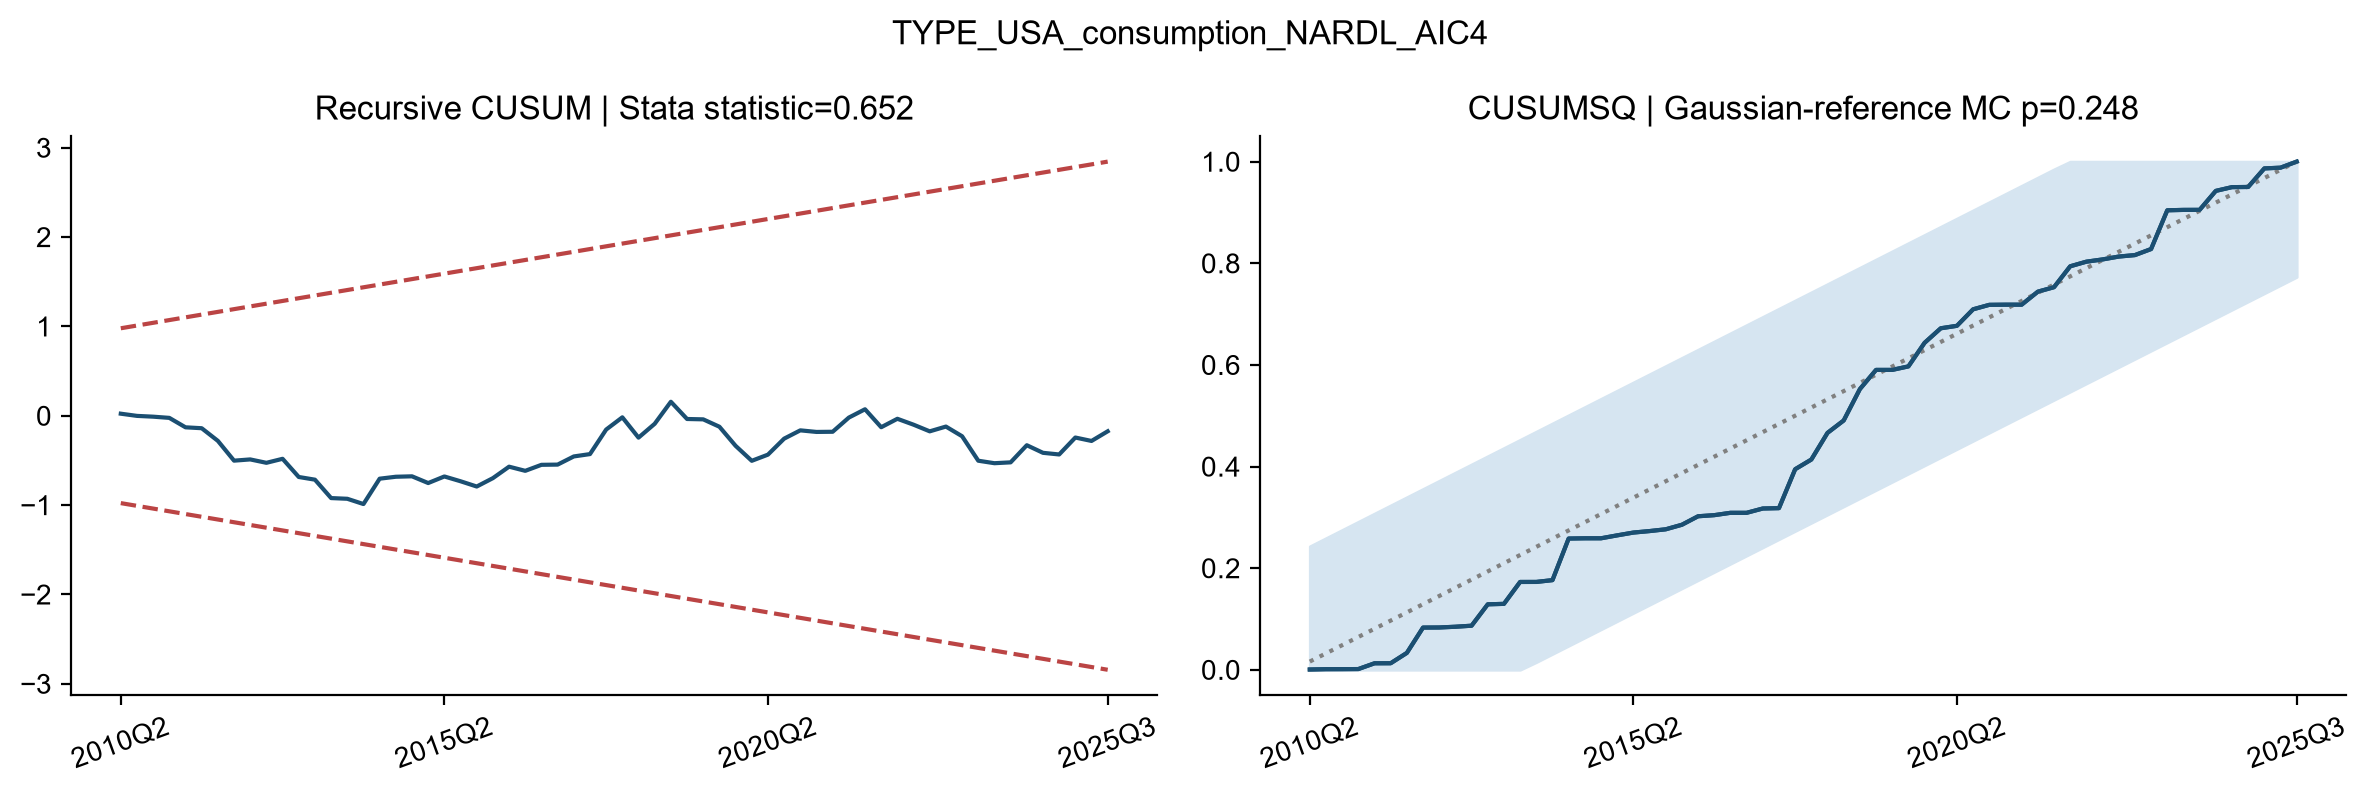 TYPE_USA_consumption_NARDL_AIC4
Recursive CUSUM | Stata statistic=0.652
3
2
1
0
−1
−2
−3
2010Q2
2015Q2
2020Q2
2025Q3
CUSUMSQ | Gaussian-reference MC p=0.248
1.0
0.8
0.6
0.4
0.2
0.0
2010Q2
2015Q2
2020Q2
2025Q3